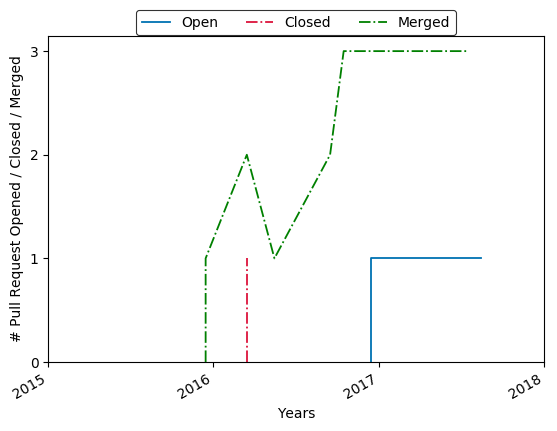 Open Closed Merged
# Pull Request Opened / Closed / Merged
3
2
1
0
2015 2016 2017 2018
Years